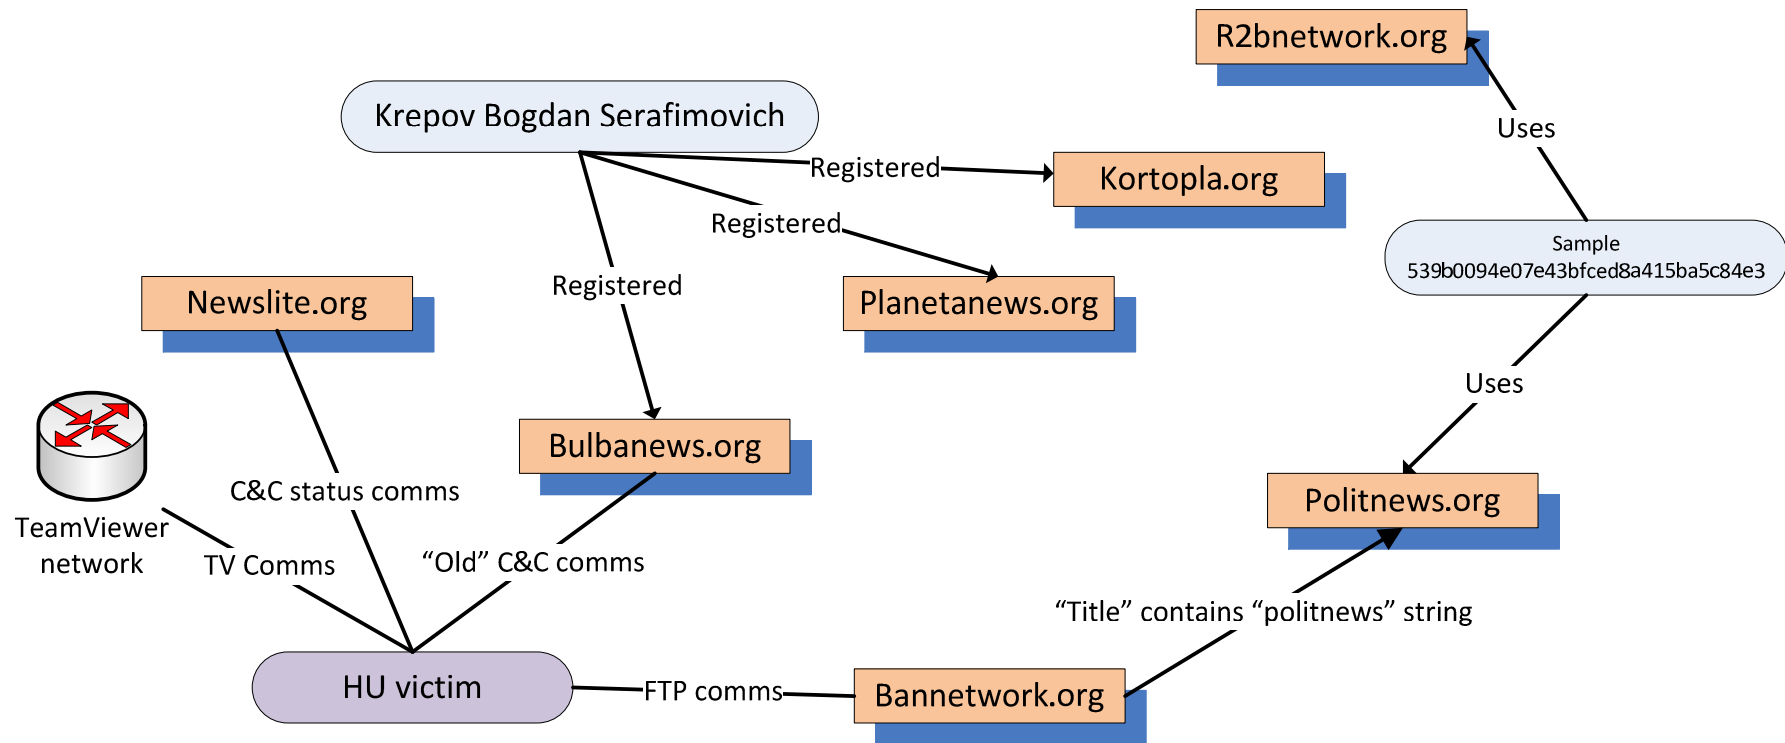 R2bnetwork.org
Krepov Bogdan Serafimovich
Uses
Registered
Kortopla.org
Registered
Sample
539b0094e07e43bfced8a415ba5c84e3
Registered
Newslite.org
Planetanews.org
Uses
Bulbanews.org
C&C status comms
Politnews.org
TeamViewer
network
TV Comms
“Old” C&C comms
“Title” contains “politnews” string
HU victim
FTP comms
Bannetwork.org